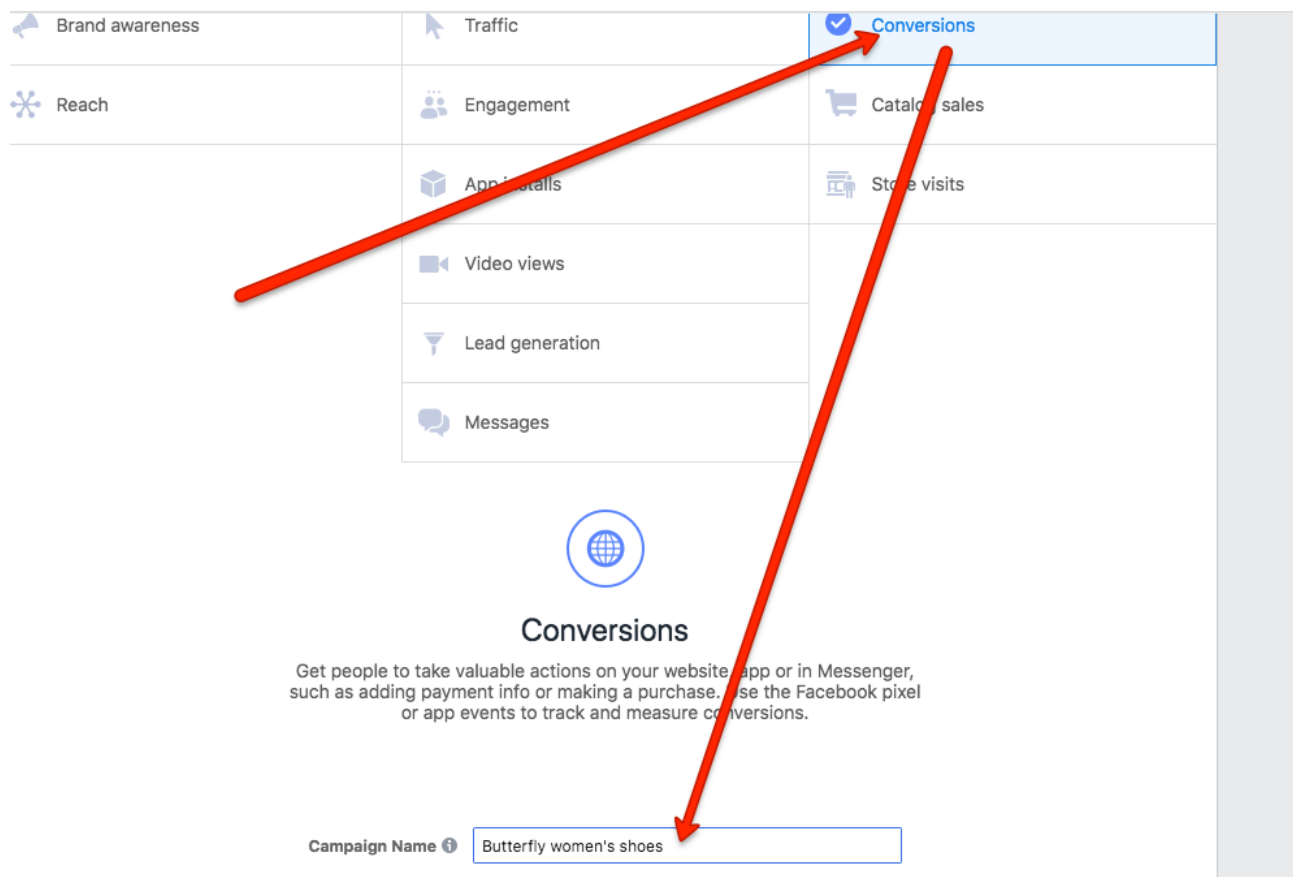 Brand awareness
Traffic
Conversions
Reach
Engagement
Catalog sales
App installs
Store visits
Video views
Lead generation
Messages
Conversions
Get people to take valuable actions on your website, app or in Messenger,
such as adding payment info or making a purchase. Use the Facebook pixel
or app events to track and measure conversions.
Campaign Name
Butterfly women's shoes